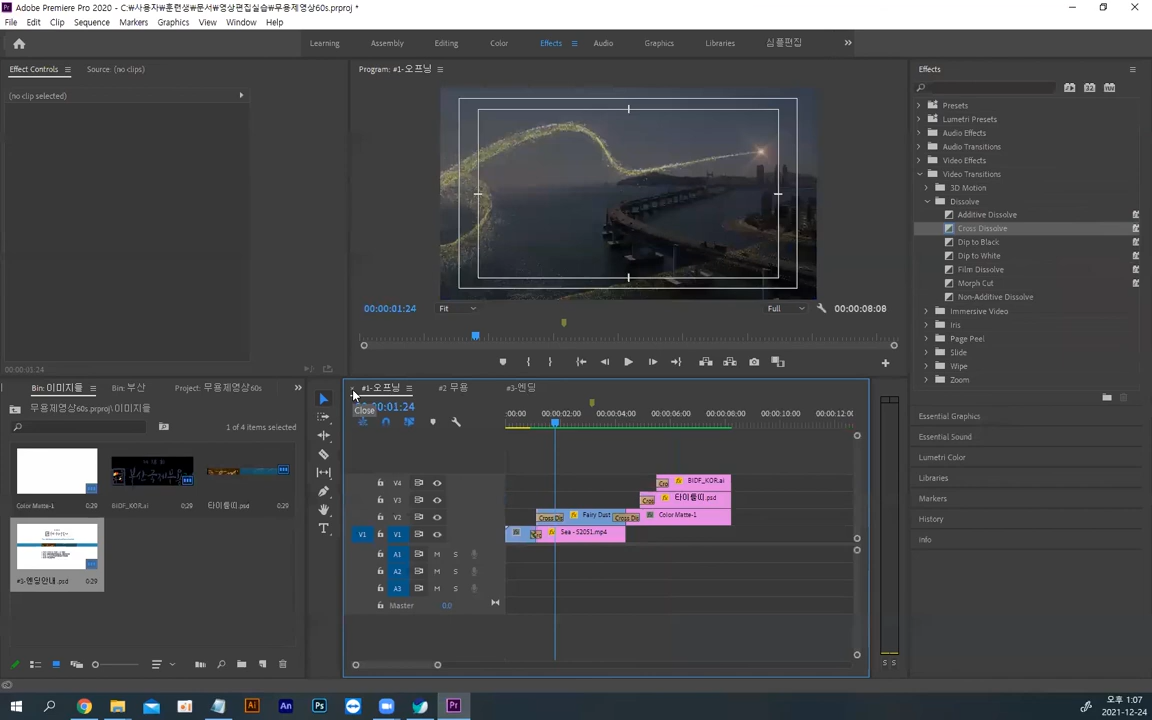 Adobe Premiere Pro 2020 - C:₩사용자₩훈련생₩문서₩영상편집실습₩무용제영상60s.prproj *
File Edit Clip Sequence Markers Graphics View Window Help
Learning Assembly Editing Color Effects Audio Graphics Libraries 심플편집
Effect Controls Source: (no clips)
(no clip selected)
00:00:01:24
Program: #1-오프닝
00:00:01:24 Fit Full 00:00:08:08
Effects
Presets
Lumetri Presets
Audio Effects
Audio Transitions
Video Effects
Video Transitions
3D Motion
Dissolve
Additive Dissolve
Cross Dissolve
Dip to Black
Dip to White
Film Dissolve
Morph Cut
Non-Additive Dissolve
Immersive Video
Iris
Page Peel
Slide
Wipe
Zoom
Essential Graphics
Essential Sound
Lumetri Color
Libraries
Markers
History
Info
Bin: 이미지들 Bin: 부산 Project: 무용제영상60s
무용제영상60s.prproj₩이미지들
1 of 4 items selected
Color Matte-1 0:29 BIDF_KOR.ai 0:29 타이틀띠.psd 0:29
#3-엔딩안내.psd 0:29
#1-오프닝 #2 무용 #3-엔딩
00:00:01:24
Close
:00:00 00:00:02:00 00:00:04:00 00:00:06:00 00:00:08:00 00:00:10:00 00:00:12:0
V4 Cro BIDF_KOR.ai
V3 Cros 타이틀띠.psd
V2 Cross Dis Fairy Dust Cross Dis Color Matte-1
V1 V1 Sea - 52051.mp4
A1 M S
A2 M S
A3 M S
Master 0.0
S S
오후 1:07
2021-12-24